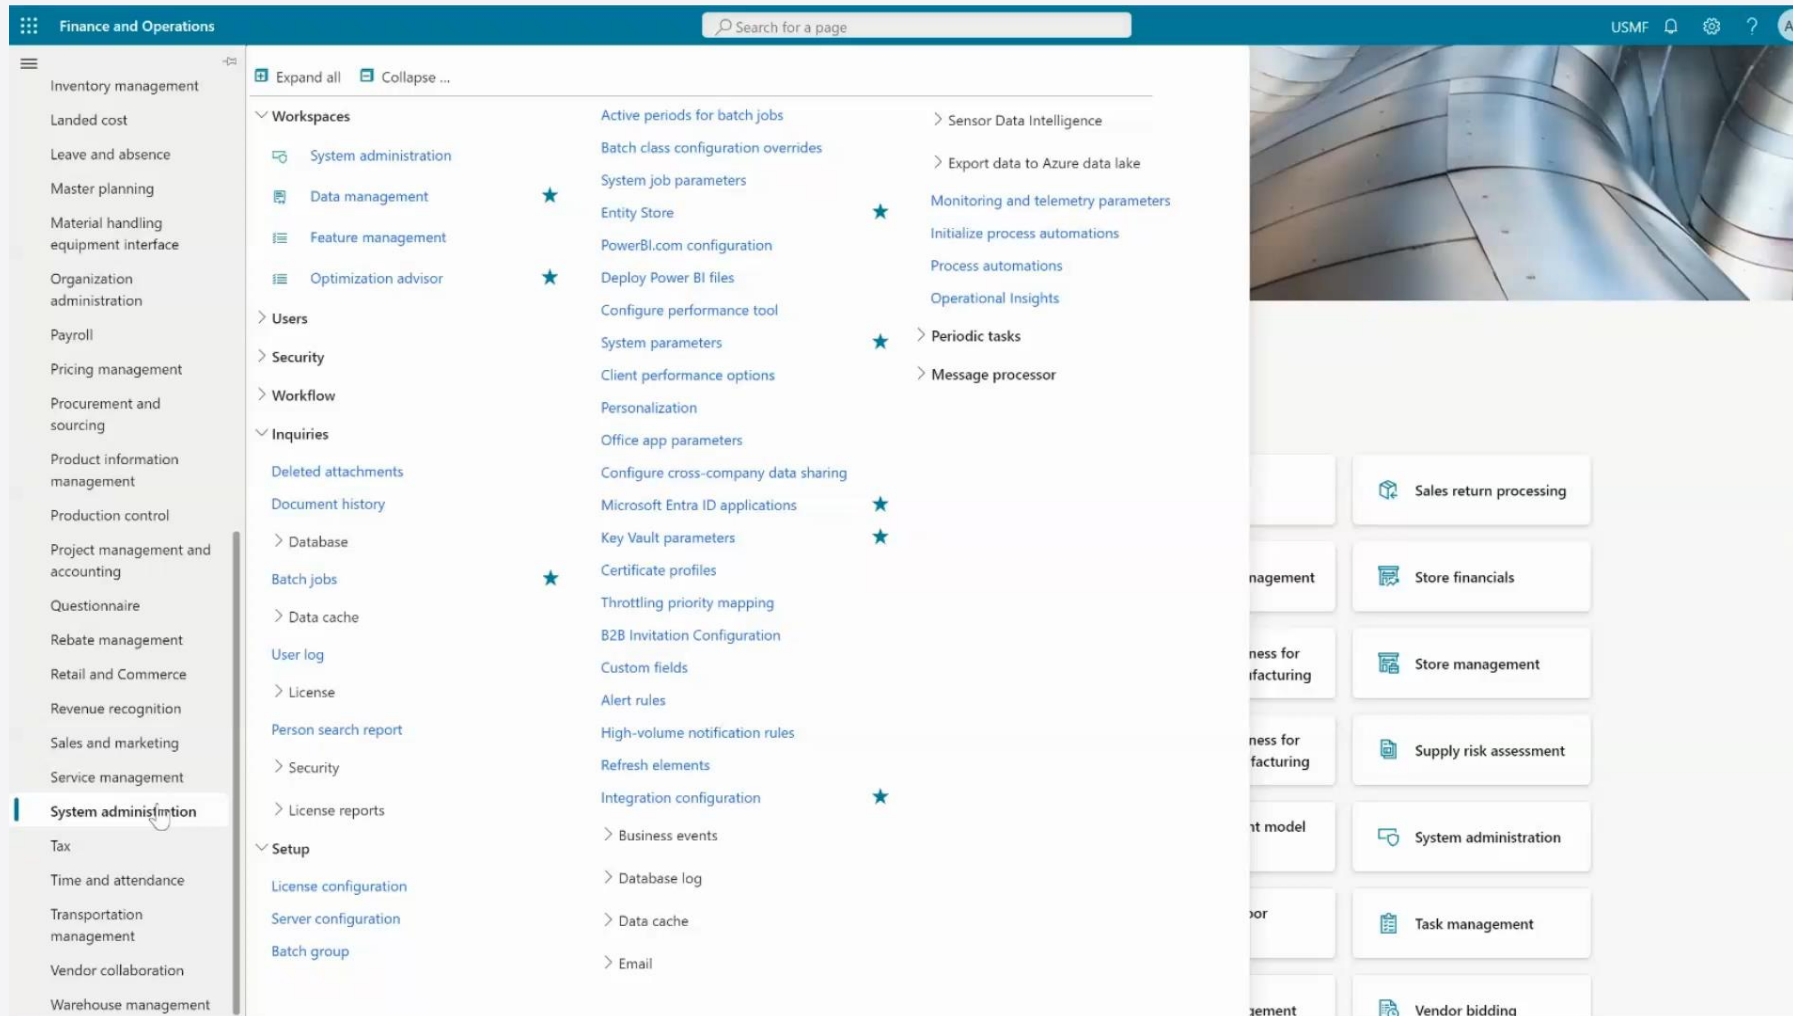 Finance and Operations
Search for a page
USMF
Inventory management
Landed cost
Leave and absence
Master planning
Material handling
equipment interface
Organization
administration
Payroll
Pricing management
Procurement and
sourcing
Product information
management
Production control
Project management and
accounting
Questionnaire
Rebate management
Retail and Commerce
Revenue recognition
Sales and marketing
Service management
System administration
Tax
Time and attendance
Transportation
management
Vendor collaboration
Warehouse management
Expand all
Collapse ...
Workspaces
System administration
Data management
Feature management
Optimization advisor
Users
Security
Workflow
Inquiries
Deleted attachments
Document history
Database
Batch jobs
Data cache
User log
License
Person search report
Security
License reports
Setup
License configuration
Server configuration
Batch group
Active periods for batch jobs
Batch class configuration overrides
System job parameters
Entity Store
PowerBI.com configuration
Deploy Power BI files
Configure performance tool
System parameters
Client performance options
Personalization
Office app parameters
Configure cross-company data sharing
Microsoft Entra ID applications
Key Vault parameters
Certificate profiles
Throttling priority mapping
B2B Invitation Configuration
Custom fields
Alert rules
High-volume notification rules
Refresh elements
Integration configuration
Business events
Database log
Data cache
Email
Sensor Data Intelligence
Export data to Azure data lake
Monitoring and telemetry parameters
Initialize process automations
Process automations
Operational Insights
Periodic tasks
Message processor
Sales return processing
Store financials
ness for
Store management
ness for
Supply risk assessment
nt model
System administration
Task management
Vendor bidding